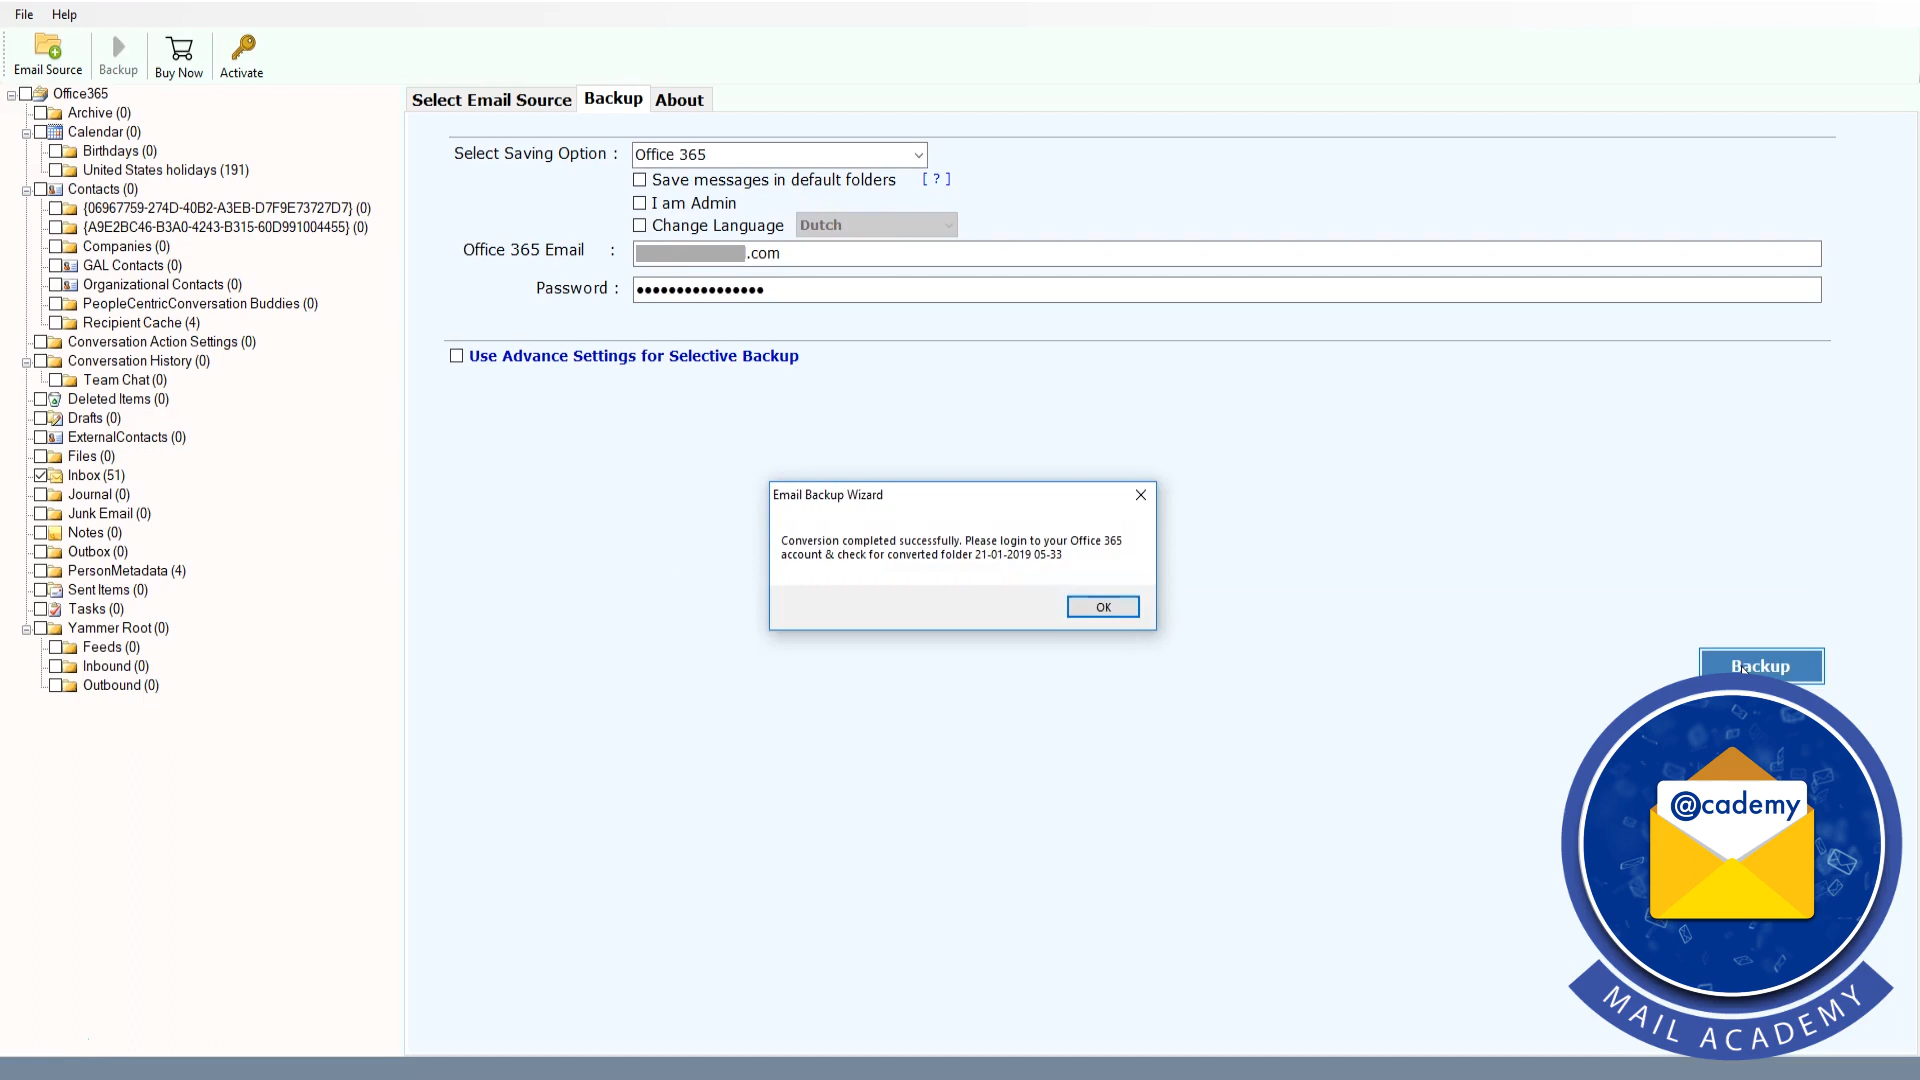 File Help
Email Source Backup Buy Now Activate
Office365
Archive (0)
Calendar (0)
Birthdays (0)
United States holidays (191)
Contacts (0)
{06967759-274D-40B2-A3EB-D7F9E73727D7} (0)
{A9E2BC46-B3A0-4243-B315-60D991004455} (0)
Companies (0)
GAL Contacts (0)
Organizational Contacts (0)
PeopleCentricConversation Buddies (0)
Recipient Cache (4)
Conversation Action Settings (0)
Conversation History (0)
Team Chat (0)
Deleted Items (0)
Drafts (0)
ExternalContacts (0)
Files (0)
Inbox (51)
Journal (0)
Junk Email (0)
Notes (0)
Outbox (0)
PersonMetadata (4)
Sent Items (0)
Tasks (0)
Yammer Root (0)
Feeds (0)
Inbound (0)
Outbound (0)
Select Email Source Backup About
Select Saving Option : Office 365
Save messages in default folders [ ? ]
I am Admin
Change Language Dutch
Office 365 Email : .com
Password : ●●●●●●●●●●●●●●●●
Use Advance Settings for Selective Backup
Email Backup Wizard
Conversion completed successfully. Please login to your Office 365
account & check for converted folder 21-01-2019 05-33
OK
Backup
@cademy
MAIL ACADEMY